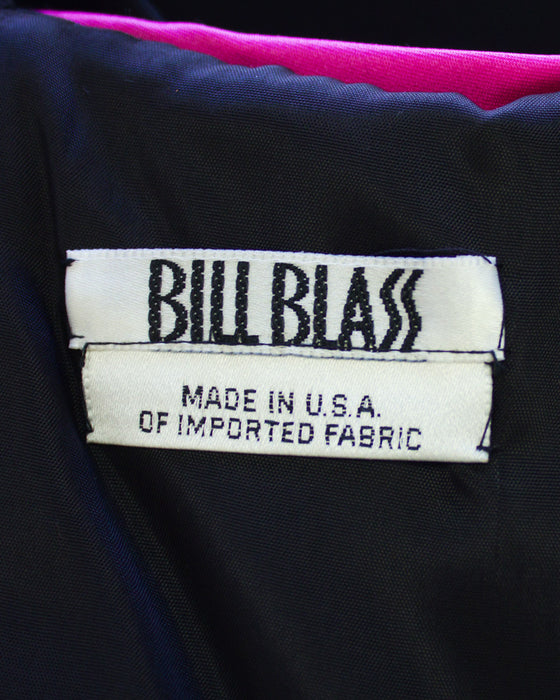 BILL BLASS
MADE IN U.S.A.
OF IMPORTED FABRIC